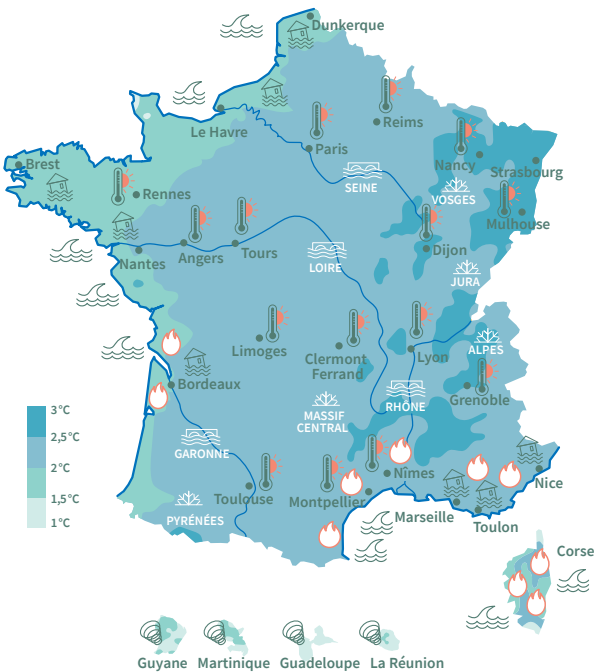 Dunkerque
Le Havre
Reims
Paris
Nancy
Strasbourg
Brest
Rennes
SEINE
VOSGES
Mulhouse
Nantes
Angers
Tours
Dijon
LOIRE
JURA
Limoges
Clermont
Ferrand
Lyon
ALPES
Bordeaux
Grenoble
MASSIF
CENTRAL
RHÔNE
3°C
2,5°C
2°C
1,5°C
1°C
GARONNE
Toulouse
Montpellier
Nîmes
Nice
PYRÉNÉES
Marseille
Toulon
Corse
Guyane
Martinique
Guadeloupe
La Réunion